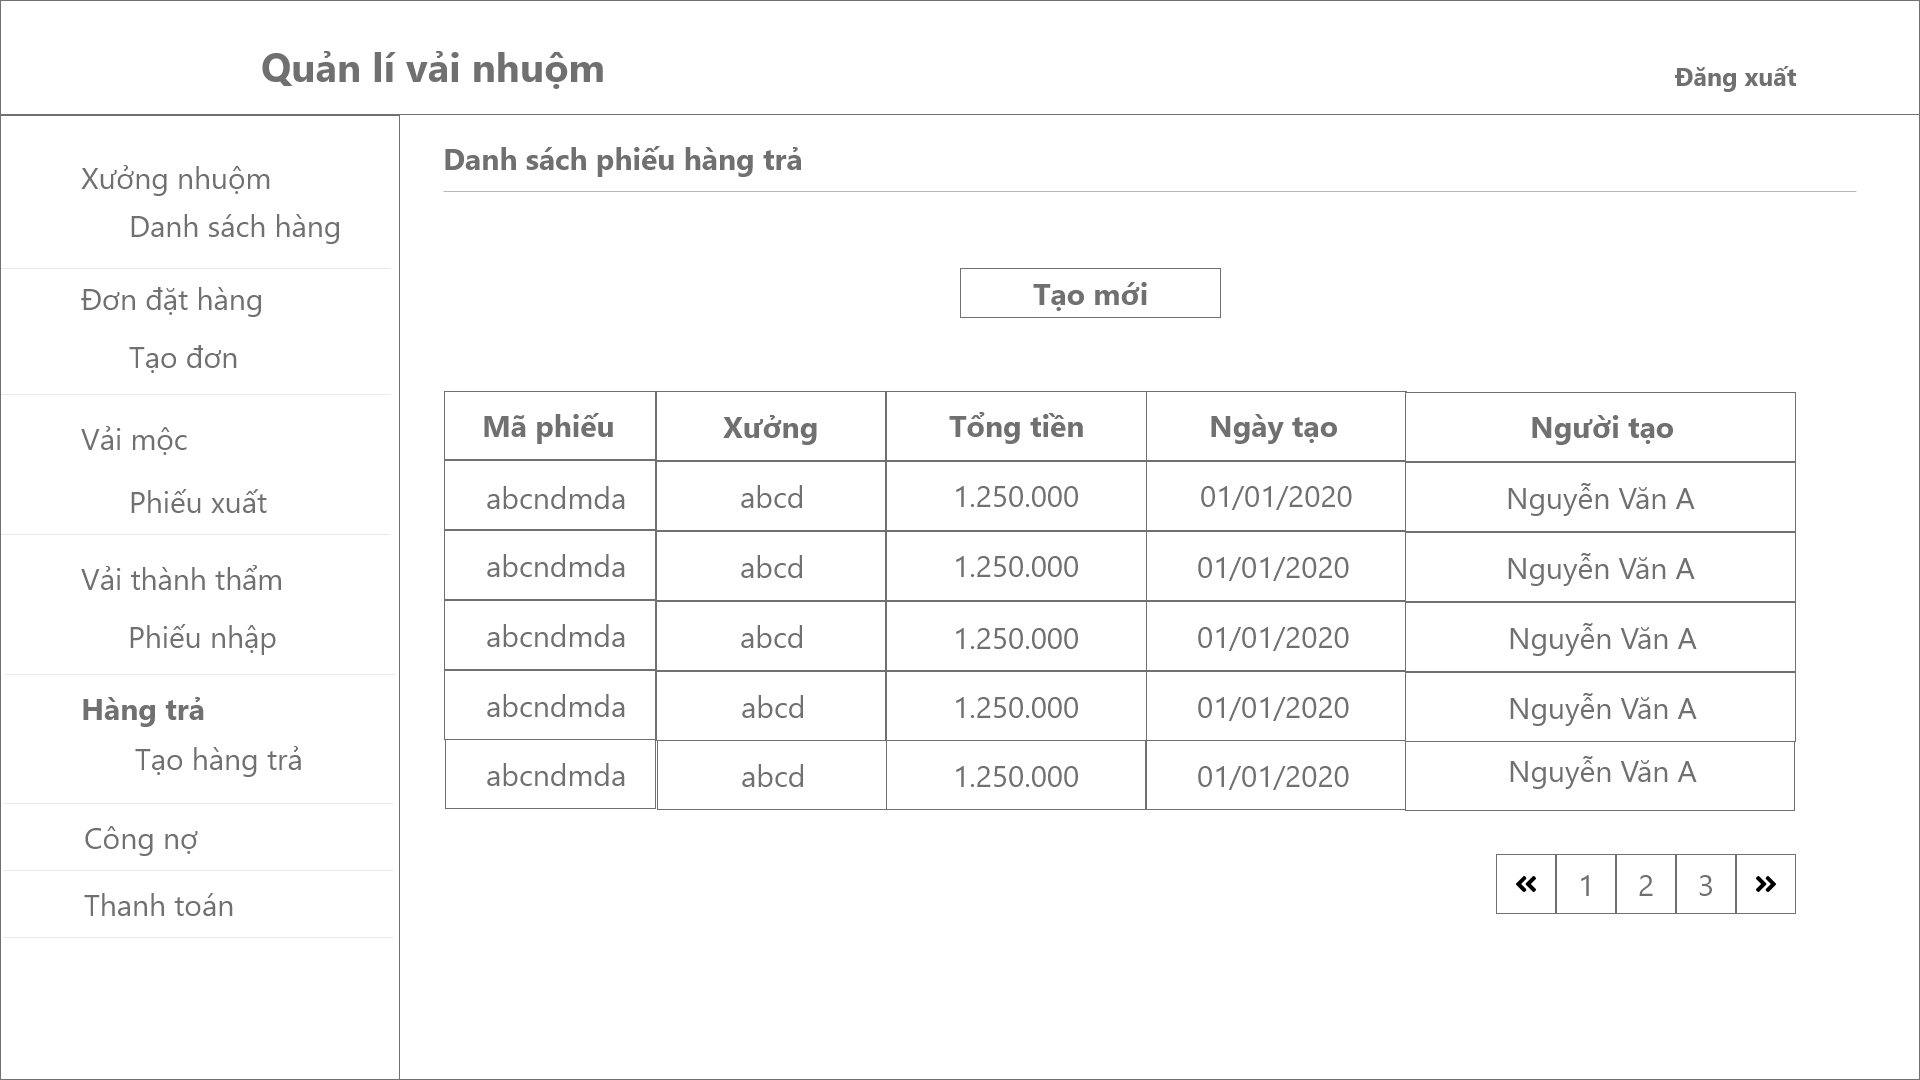 Quản lí vải nhuộm
Đăng xuất
Xưởng nhuộm
Danh sách hàng
Đơn đặt hàng
Tạo đơn
Vải mộc
Phiếu xuất
Vải thành thẩm
Phiếu nhập
Hàng trả
Tạo hàng trả
Công nợ
Thanh toán
Danh sách phiếu hàng trả
Tạo mới
Mã phiếu Xưởng Tổng tiền Ngày tạo Người tạo
abcndmda abcd 1.250.000 01/01/2020 Nguyễn Văn A
abcndmda abcd 1.250.000 01/01/2020 Nguyễn Văn A
abcndmda abcd 1.250.000 01/01/2020 Nguyễn Văn A
abcndmda abcd 1.250.000 01/01/2020 Nguyễn Văn A
abcndmda abcd 1.250.000 01/01/2020 Nguyễn Văn A
« 1 2 3 »